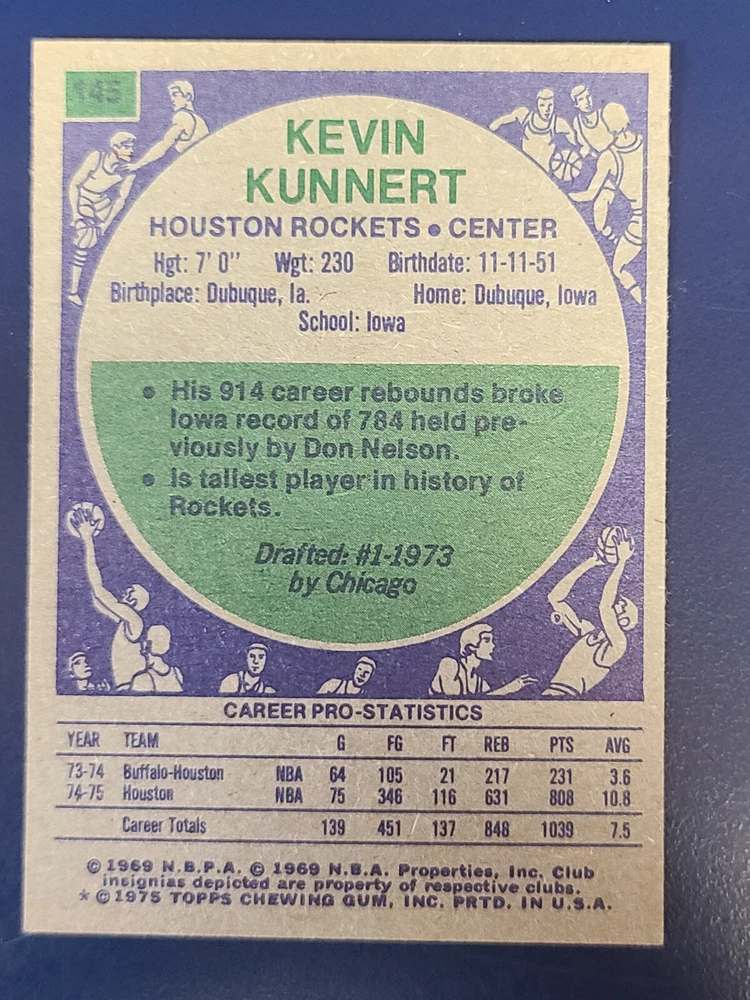 145
KEVIN
KUNNERT
HOUSTON ROCKETS • CENTER
Hgt: 7' 0" Wgt: 230 Birthdate: 11-11-51
Birthplace: Dubuque, Ia. Home: Dubuque, Iowa
School: Iowa
• His 914 career rebounds broke
Iowa record of 784 held pre-
viously by Don Nelson.
• Is tallest player in history of
Rockets.
Drafted: #1-1973
by Chicago
CAREER PRO-STATISTICS
YEAR TEAM G FG FT REB PTS AVG
73-74 Buffalo-Houston NBA 64 105 21 217 231 3.6
74-75 Houston NBA 75 346 116 631 808 10.8
Career Totals 139 451 137 848 1039 7.5
© 1969 N.B.P.A. © 1969 N.B.A. Properties, Inc. Club
insignias depicted are property of respective clubs.
* © 1975 TOPPS CHEWING GUM, INC. PRTD. IN U.S.A.